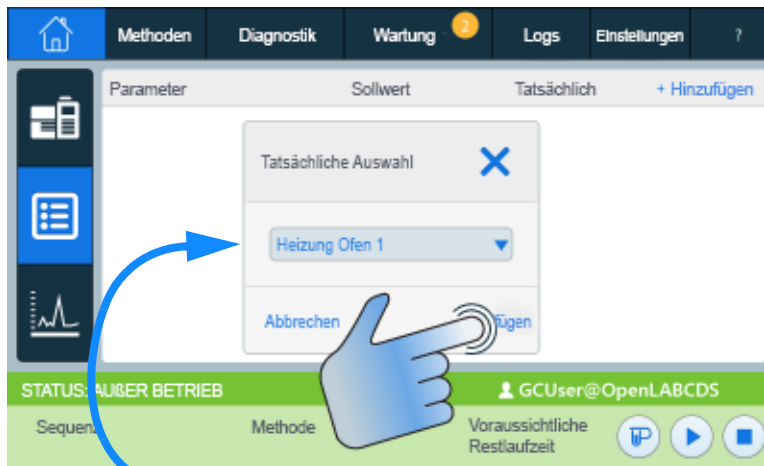 Methoden Diagnostik Wartung 2 Logs Einstellungen ?
Parameter Sollwert Tatsächlich + Hinzufügen
Tatsächliche Auswahl
Heizung Ofen 1
Abbrechen fügen
STATUS: AUßER BETRIEB GCUser@OpenLABCDS
Sequenz Methode Voraussichtliche
Restlaufzeit